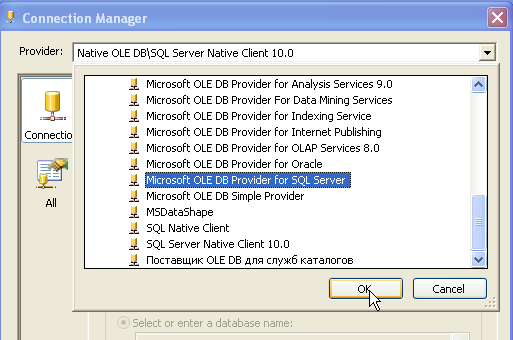 Connection Manager
Provider: Native OLE DB\SQL Server Native Client 10.0
Microsoft OLE DB Provider for Analysis Services 9.0
Microsoft OLE DB Provider For Data Mining Services
Microsoft OLE DB Provider for Indexing Service
Microsoft OLE DB Provider for Internet Publishing
Microsoft OLE DB Provider for OLAP Services 8.0
Microsoft OLE DB Provider for Oracle
Microsoft OLE DB Provider for SQL Server
Microsoft OLE DB Simple Provider
MSDataShape
SQL Native Client
SQL Server Native Client 10.0
Поставщик OLE DB для служб каталогов
Connectio
All
OK
Cancel
Select or enter a database name: